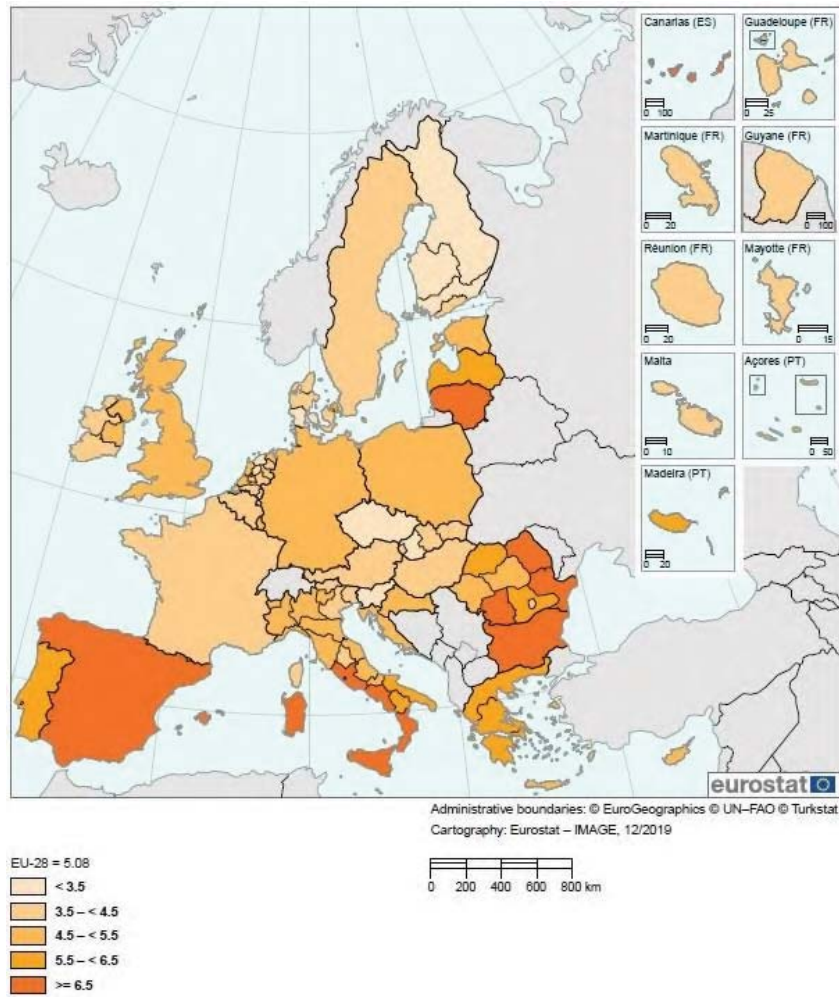 Canarias (ES)
0 100
Guadeloupe (FR)
0 25
Martinique (FR)
0 20
Guyane (FR)
0 100
Réunion (FR)
0 20
Mayotte (FR)
0 15
Malta
0 10
Açores (PT)
0 50
Madeira (PT)
0 20
eurostat
Administrative boundaries: © EuroGeographics © UN–FAO © Turkstat
Cartography: Eurostat – IMAGE, 12/2019
EU-28 = 5.08
< 3.5
3.5 – < 4.5
4.5 – < 5.5
5.5 – < 6.5
>= 6.5
0 200 400 600 800 km